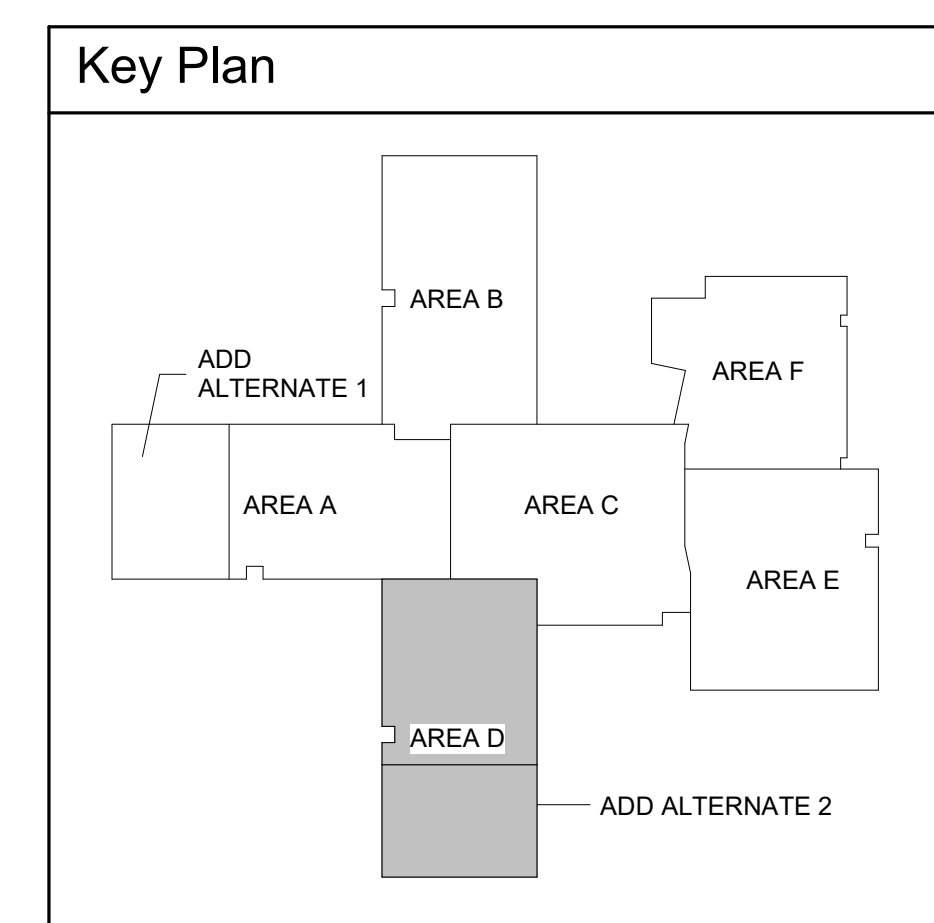 Key Plan
AREA B
ADD
ALTERNATE 1
AREA F
AREA A
AREA C
AREA E
AREA D
ADD ALTERNATE 2